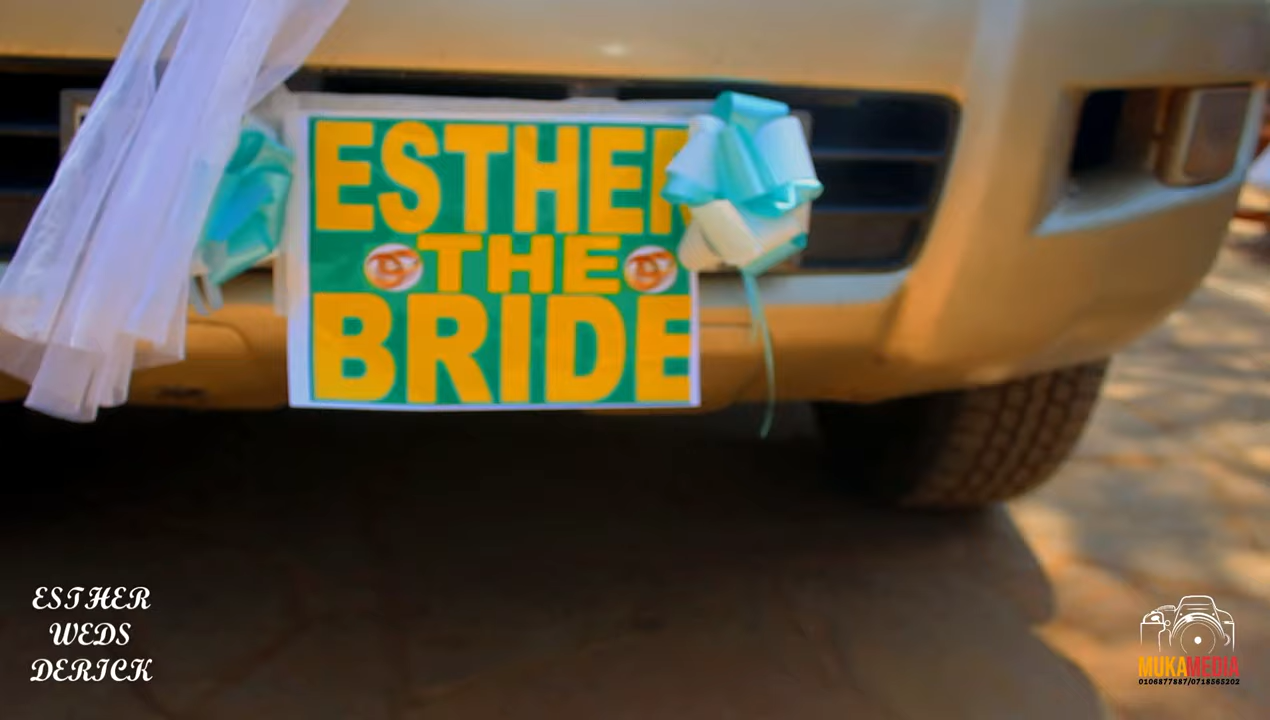 ESTHER
THE
BRIDE
ESTHER
WEDS
DERICK
MUKAMEDIA
0106877887/0718565202